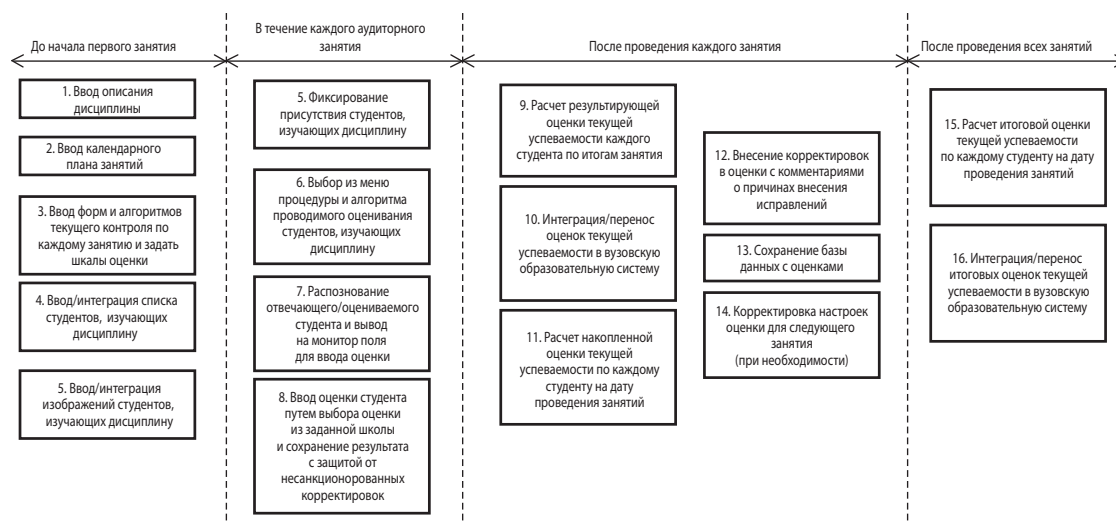 До начала первого занятия
1. Ввод описания
дисциплины
2. Ввод календарного
плана занятий
3. Ввод форм и алгоритмов
текущего контроля по
каждому занятию и задать
шкалы оценки
4. Ввод/интеграция списка
студентов, изучающих
дисциплину
5. Ввод/интеграция
изображений студентов,
изучающих дисциплину
В течение каждого аудиторного
занятия
5. Фиксирование
присутствия студентов,
изучающих дисциплину
6. Выбор из меню
процедуры и алгоритма
проводимого оценивания
студентов, изучающих
дисциплину
7. Распознование
отвечающего/оцениваемого
студента и вывод
на монитор поля
для ввода оценки
8. Ввод оценки студента
путем выбора оценки
из заданной школы
и сохранение результата
с защитой от
несанкционорованных
корректировок
После проведения каждого занятия
9. Расчет результирующей
оценки текущей
успеваемости каждого
студента по итогам занятия
10. Интеграция/перенос
оценок текущей
успеваемости в вузовскую
образовательную систему
11. Расчет накопленной
оценки текущей
успеваемости по каждому
студенту на дату
проведения занятий
12. Внесение корректировок
в оценки с комментариями
о причинах внесения
исправлений
13. Сохранение базы
данных с оценками
14. Корректировка настроек
оценки для следующего
занятия
(при необходимости)
После проведения всех занятий
15. Расчет итоговой оценки
текущей успеваемости
по каждому студенту на дату
проведения занятий
16. Интеграция/перенос
итоговых оценок текущей
успеваемости в вузовскую
образовательную систему